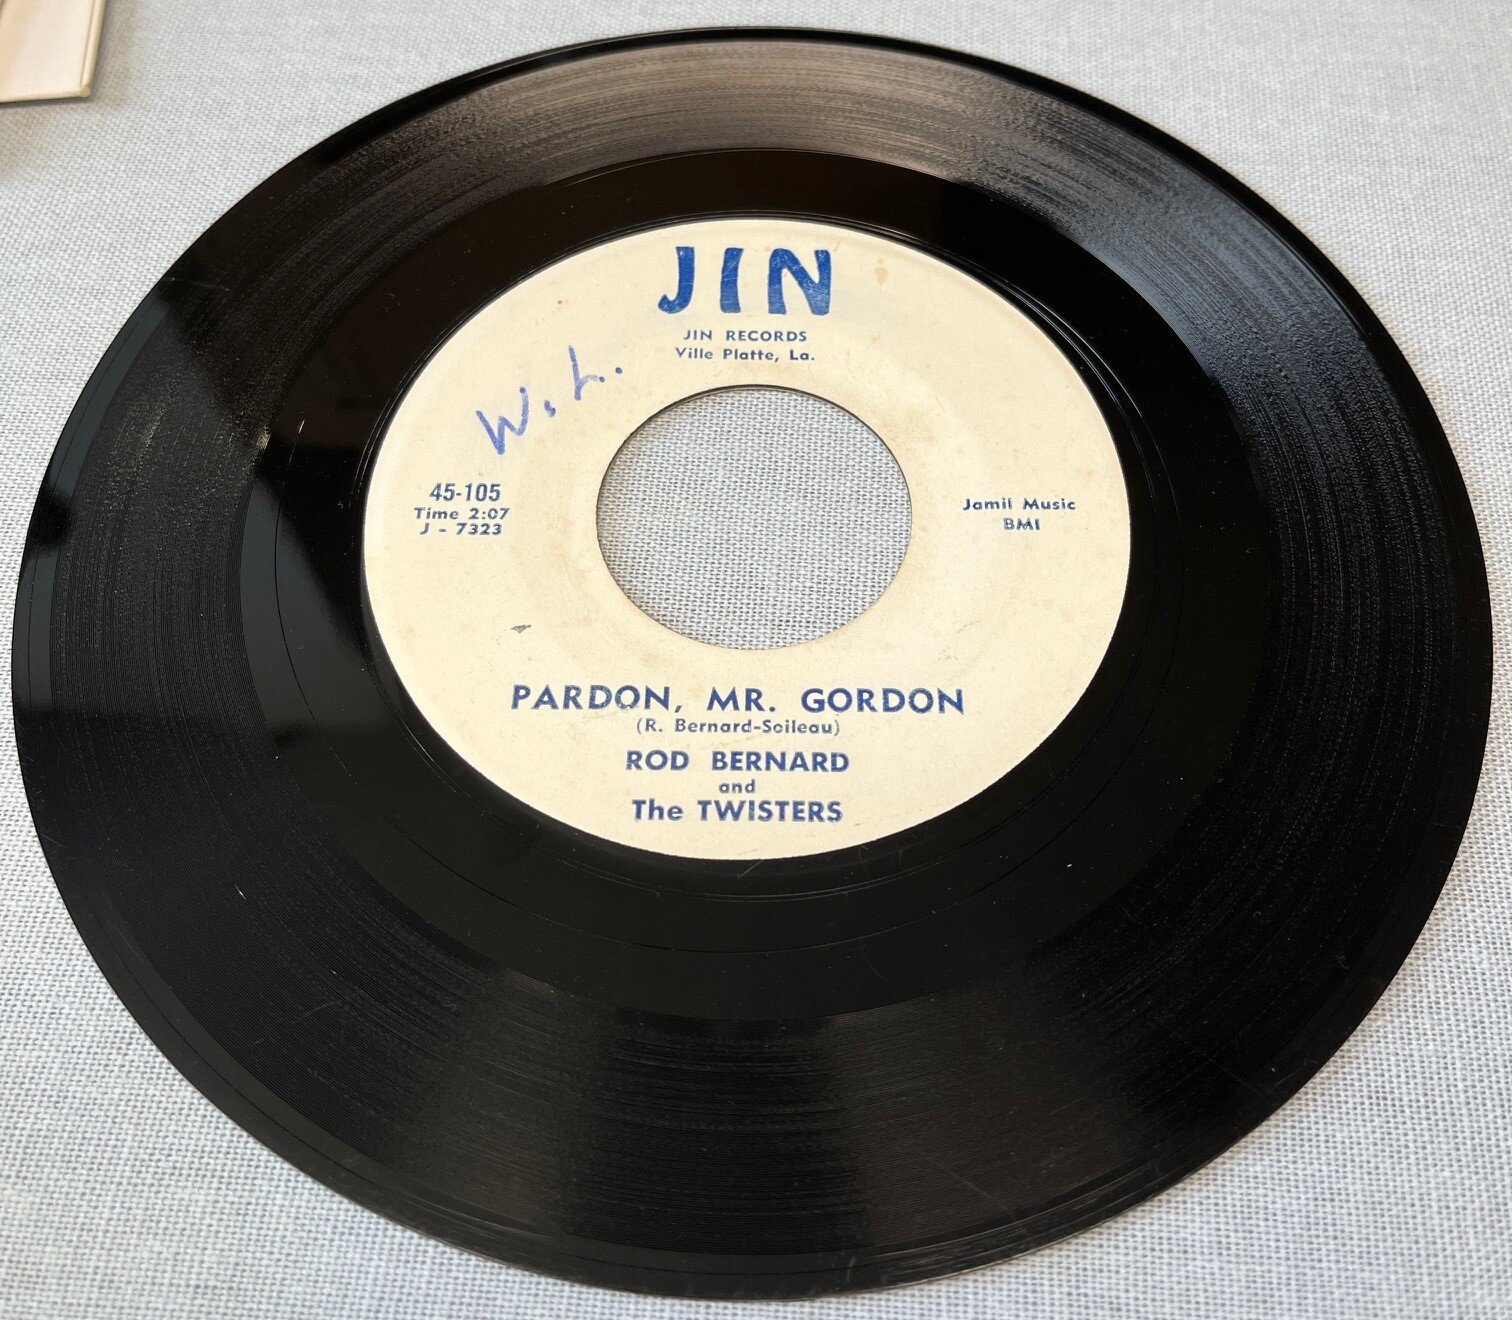 JIN
JIN RECORDS
Ville Platte, La.
W. L.
45-105
Time 2:07
J - 7323
Jamil Music
BMI
PARDON, MR. GORDON
(R. Bernard-Soileau)
ROD BERNARD
and
The TWISTERS